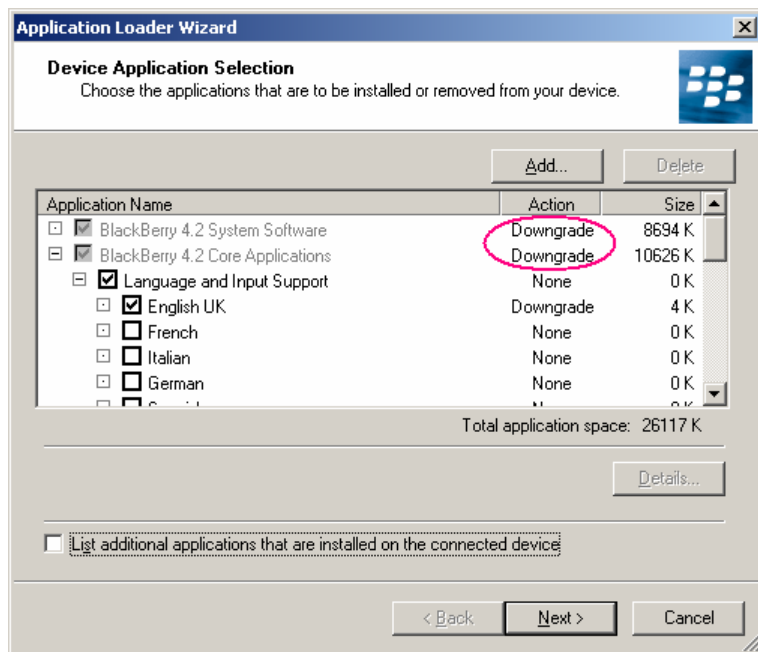 Application Loader Wizard
Device Application Selection
Choose the applications that are to be installed or removed from your device.
Add... Delete
Application Name Action Size
BlackBerry 4.2 System Software Downgrade 8694 K
BlackBerry 4.2 Core Applications Downgrade 10626 K
Language and Input Support None 0 K
English UK Downgrade 4 K
French None 0 K
Italian None 0 K
German None 0 K
Total application space: 26117 K
Details...
List additional applications that are installed on the connected device
< Back Next > Cancel